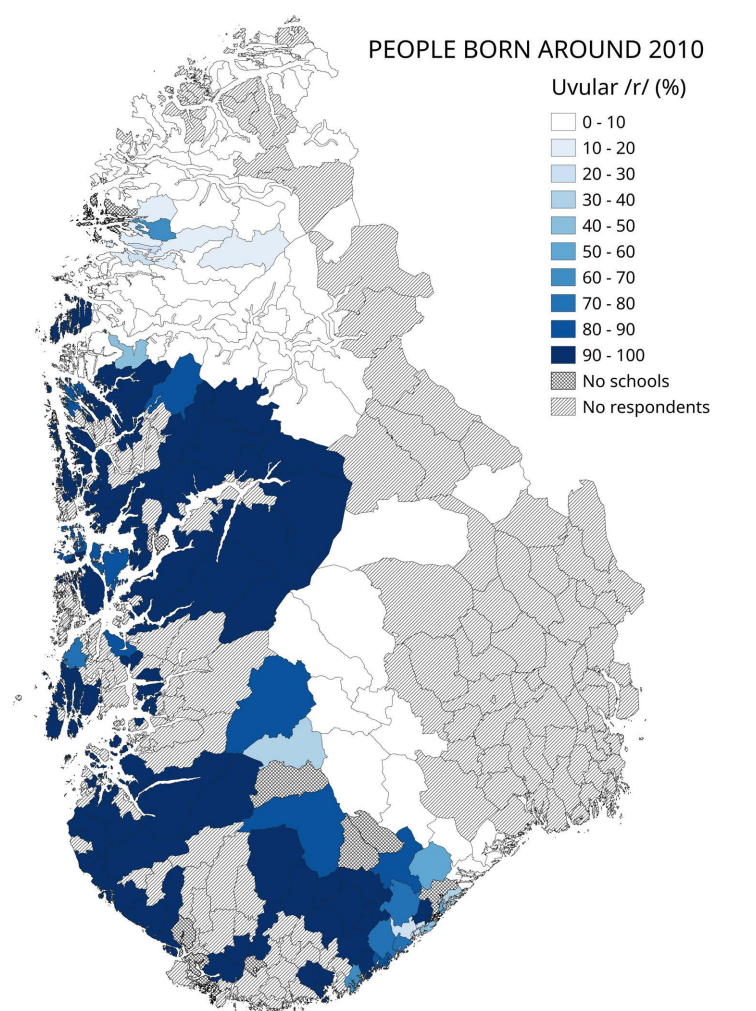 PEOPLE BORN AROUND 2010
Uvular /r/ (%)
0 - 10
10 - 20
20 - 30
30 - 40
40 - 50
50 - 60
60 - 70
70 - 80
80 - 90
90 - 100
No schools
No respondents